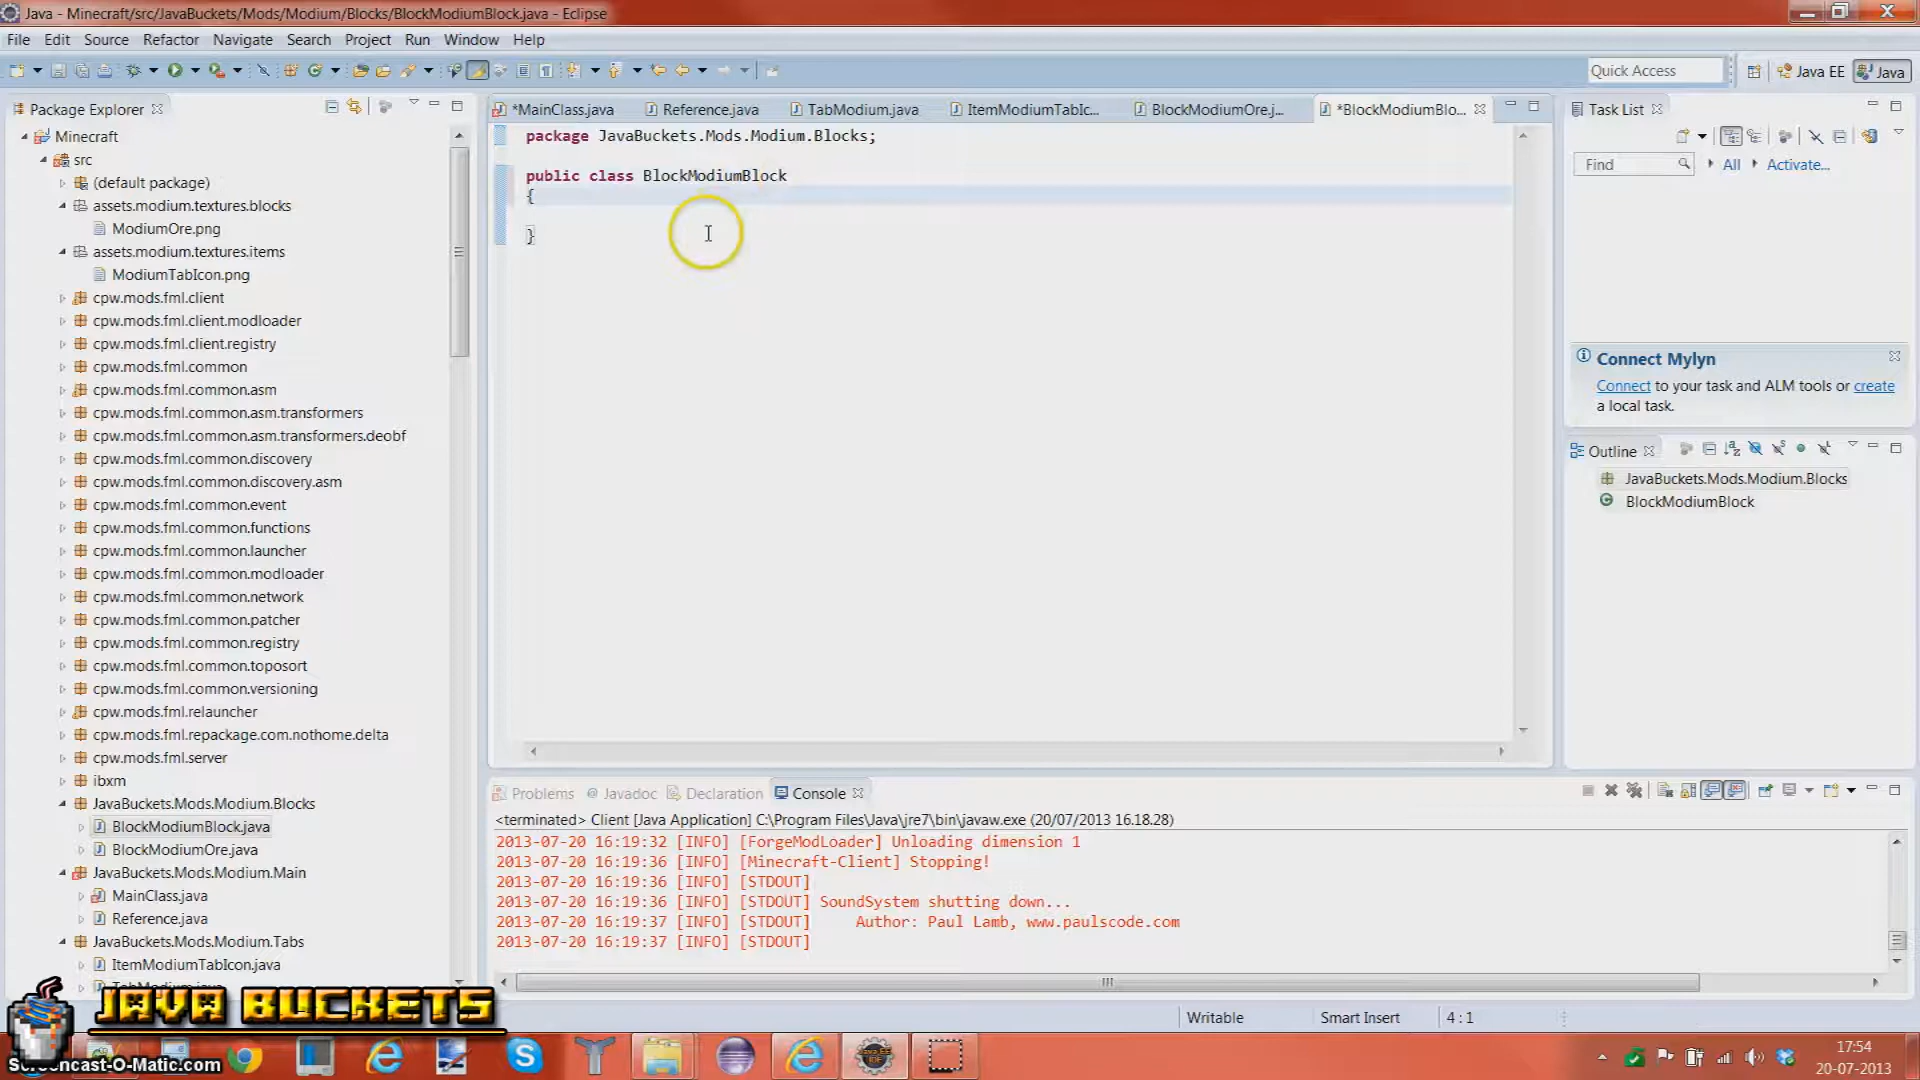 Java - Minecraft/src/JavaBuckets/Mods/Modium/Blocks/BlockModiumBlock.java - Eclipse
File Edit Source Refactor Navigate Search Project Run Window Help
Quick Access
Java EE
Java
Package Explorer
Minecraft
src
(default package)
assets.modium.textures.blocks
ModiumOre.png
assets.modium.textures.items
ModiumTabIcon.png
cpw.mods.fml.client
cpw.mods.fml.client.modloader
cpw.mods.fml.client.registry
cpw.mods.fml.common
cpw.mods.fml.common.asm
cpw.mods.fml.common.asm.transformers
cpw.mods.fml.common.asm.transformers.deobf
cpw.mods.fml.common.discovery
cpw.mods.fml.common.discovery.asm
cpw.mods.fml.common.event
cpw.mods.fml.common.functions
cpw.mods.fml.common.launcher
cpw.mods.fml.common.modloader
cpw.mods.fml.common.network
cpw.mods.fml.common.patcher
cpw.mods.fml.common.registry
cpw.mods.fml.common.toposort
cpw.mods.fml.common.versioning
cpw.mods.fml.relauncher
cpw.mods.fml.repackage.com.nothome.delta
cpw.mods.fml.server
ibxm
JavaBuckets.Mods.Modium.Blocks
BlockModiumBlock.java
BlockModiumOre.java
JavaBuckets.Mods.Modium.Main
MainClass.java
Reference.java
JavaBuckets.Mods.Modium.Tabs
ItemModiumTabIcon.java
*MainClass.java
Reference.java
TabModium.java
ItemModiumTabIc...
BlockModiumOre.j...
*BlockModiumBlo...
package JavaBuckets.Mods.Modium.Blocks;
public class BlockModiumBlock
{
}
Task List
Find
All
Activate...
Connect Mylyn
Connect to your task and ALM tools or create
a local task.
Outline
JavaBuckets.Mods.Modium.Blocks
BlockModiumBlock
Problems
Javadoc
Declaration
Console
<terminated> Client [Java Application] C:\Program Files\Java\jre7\bin\javaw.exe (20/07/2013 16.18.28)
2013-07-20 16:19:32 [INFO] [ForgeModLoader] Unloading dimension 1
2013-07-20 16:19:36 [INFO] [Minecraft-Client] Stopping!
2013-07-20 16:19:36 [INFO] [STDOUT]
2013-07-20 16:19:36 [INFO] [STDOUT] SoundSystem shutting down...
2013-07-20 16:19:37 [INFO] [STDOUT] Author: Paul Lamb, www.paulscode.com
2013-07-20 16:19:37 [INFO] [STDOUT]
Writable
Smart Insert
4 : 1
JAVA BUCKETS
Screencast-O-Matic.com
Java EE
IDE
17:54
20-07-2013